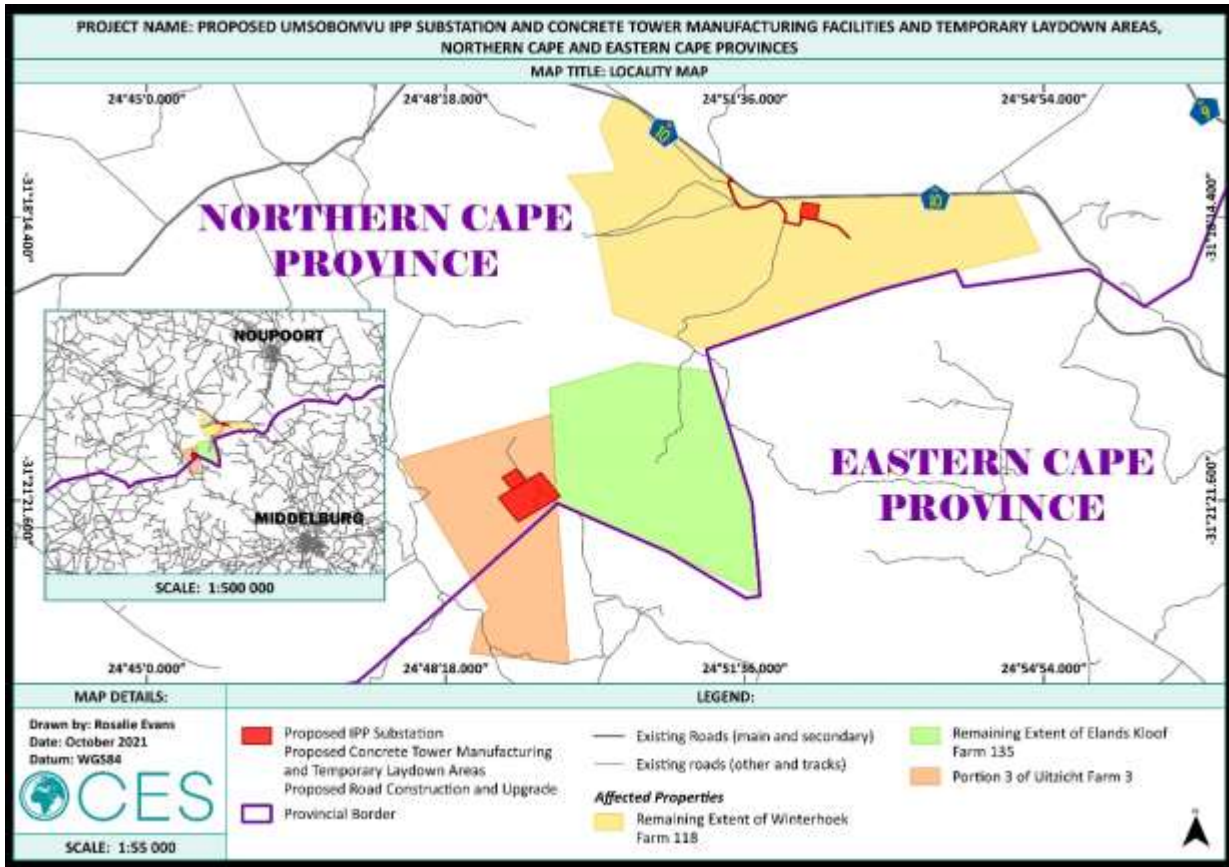 PROJECT NAME: PROPOSED UMSOBOMVU IPP SUBSTATION AND CONCRETE TOWER MANUFACTURING FACILITIES AND TEMPORARY LAYDOWN AREAS,
NORTHERN CAPE AND EASTERN CAPE PROVINCES
MAP TITLE: LOCALITY MAP
24°45'0.000"
24°48'18.000"
24°51'36.000"
24°54'54.000"
10
9
-31°18'14.400"
-31°18'14.400"
10
NORTHERN CAPE
PROVINCE
NOUPOORT
MIDDELBURG
SCALE: 1:500 000
EASTERN CAPE
PROVINCE
-31°21'21.600"
-31°21'21.600"
24°45'0.000"
24°48'18.000"
24°51'36.000"
24°54'54.000"
MAP DETAILS:
Drawn by: Rosalie Evans
Date: October 2021
Datum: WGS84
CES
SCALE: 1:55 000
LEGEND:
Proposed IPP Substation
Proposed Concrete Tower Manufacturing
and Temporary Laydown Areas
Proposed Road Construction and Upgrade
Provincial Border
Existing Roads (main and secondary)
Existing roads (other and tracks)
Affected Properties
Remaining Extent of Winterhoek
Farm 118
Remaining Extent of Elands Kloof
Farm 135
Portion 3 of Uitzicht Farm 3